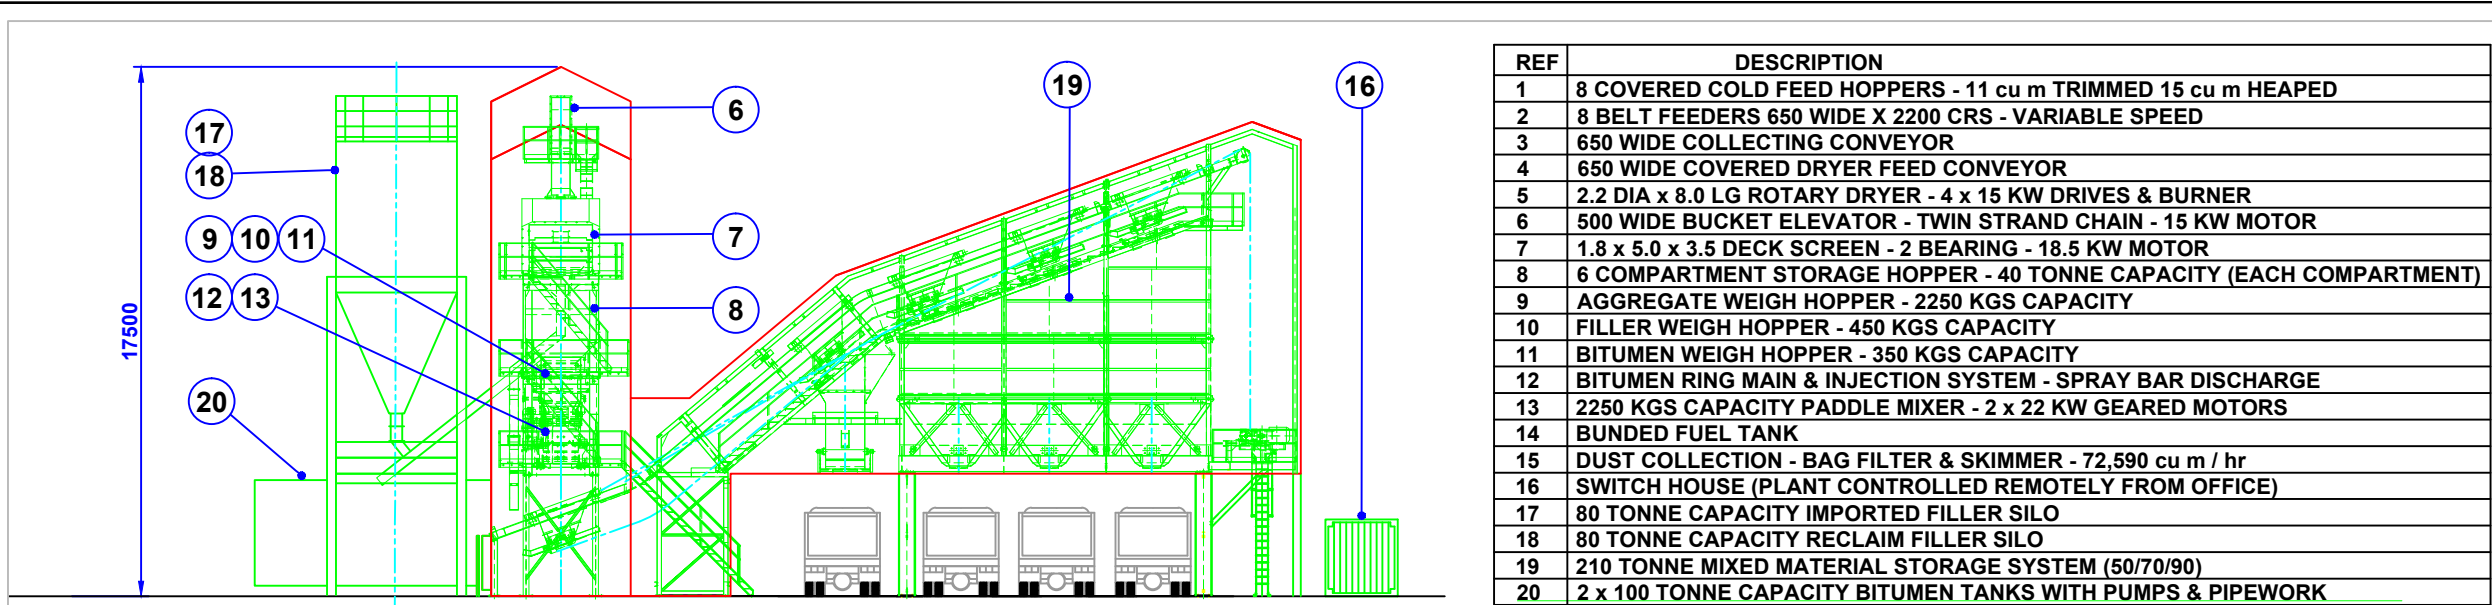 17500
17
18
9 10 11
12 13
20
6
7
8
19
16
REF DESCRIPTION
1 8 COVERED COLD FEED HOPPERS - 11 cu m TRIMMED 15 cu m HEAPED
2 8 BELT FEEDERS 650 WIDE X 2200 CRS - VARIABLE SPEED
3 650 WIDE COLLECTING CONVEYOR
4 650 WIDE COVERED DRYER FEED CONVEYOR
5 2.2 DIA x 8.0 LG ROTARY DRYER - 4 x 15 KW DRIVES & BURNER
6 500 WIDE BUCKET ELEVATOR - TWIN STRAND CHAIN - 15 KW MOTOR
7 1.8 x 5.0 x 3.5 DECK SCREEN - 2 BEARING - 18.5 KW MOTOR
8 6 COMPARTMENT STORAGE HOPPER - 40 TONNE CAPACITY (EACH COMPARTMENT)
9 AGGREGATE WEIGH HOPPER - 2250 KGS CAPACITY
10 FILLER WEIGH HOPPER - 450 KGS CAPACITY
11 BITUMEN WEIGH HOPPER - 350 KGS CAPACITY
12 BITUMEN RING MAIN & INJECTION SYSTEM - SPRAY BAR DISCHARGE
13 2250 KGS CAPACITY PADDLE MIXER - 2 x 22 KW GEARED MOTORS
14 BUNDED FUEL TANK
15 DUST COLLECTION - BAG FILTER & SKIMMER - 72,590 cu m / hr
16 SWITCH HOUSE (PLANT CONTROLLED REMOTELY FROM OFFICE)
17 80 TONNE CAPACITY IMPORTED FILLER SILO
18 80 TONNE CAPACITY RECLAIM FILLER SILO
19 210 TONNE MIXED MATERIAL STORAGE SYSTEM (50/70/90)
20 2 x 100 TONNE CAPACITY BITUMEN TANKS WITH PUMPS & PIPEWORK